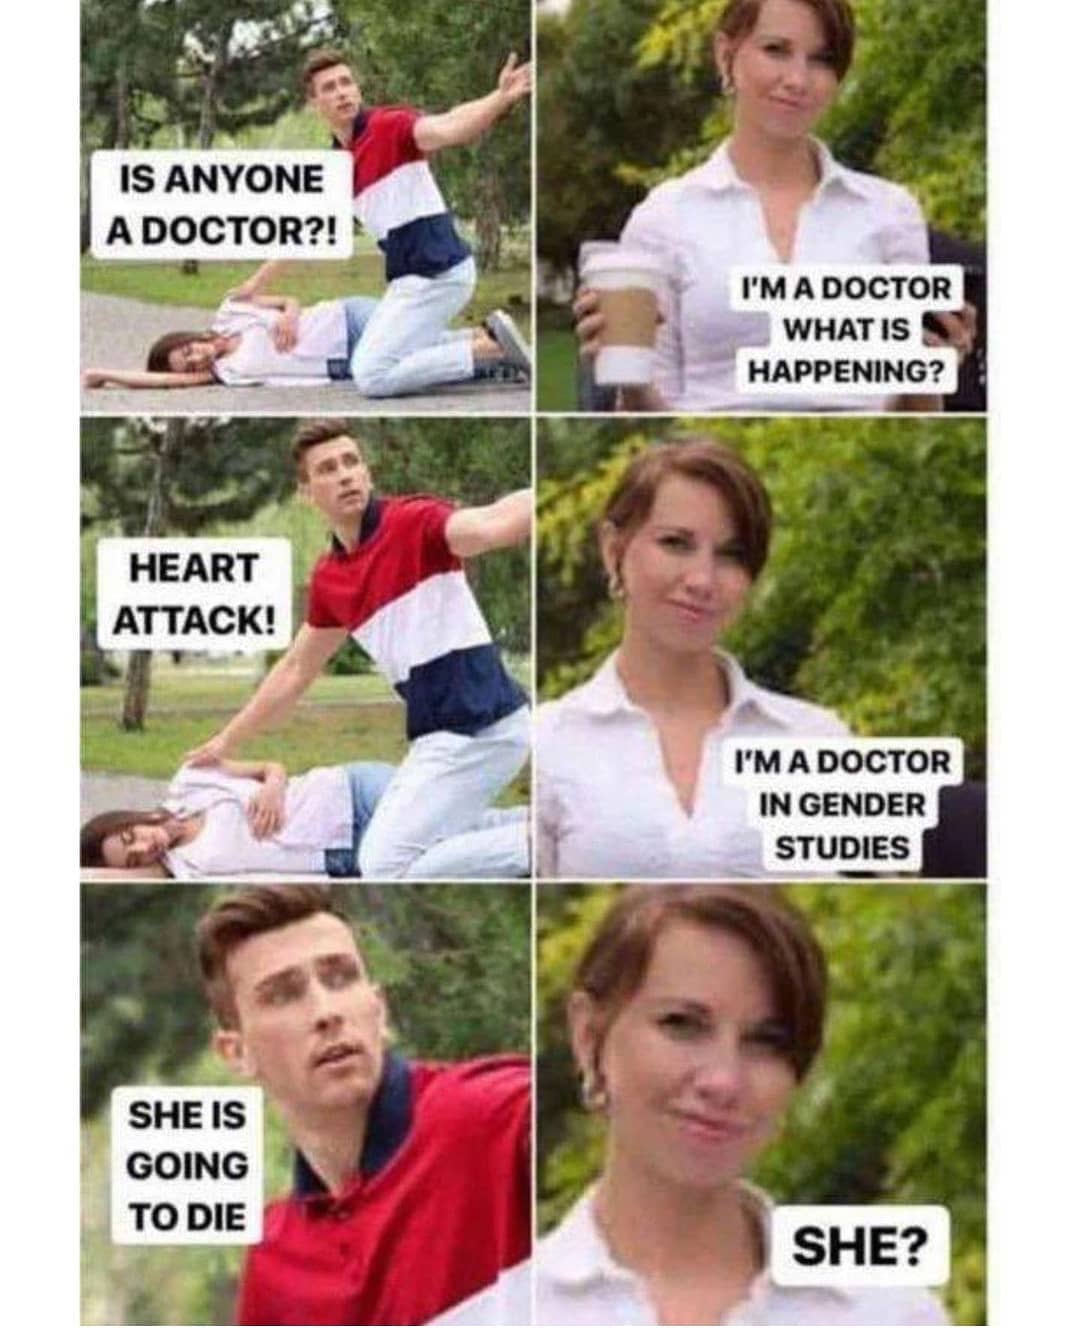 IS ANYONE
A DOCTOR?!
I'M A DOCTOR
WHAT IS
HAPPENING?
HEART
ATTACK!
I'M A DOCTOR
IN GENDER
STUDIES
SHE IS
GOING
TO DIE
SHE?